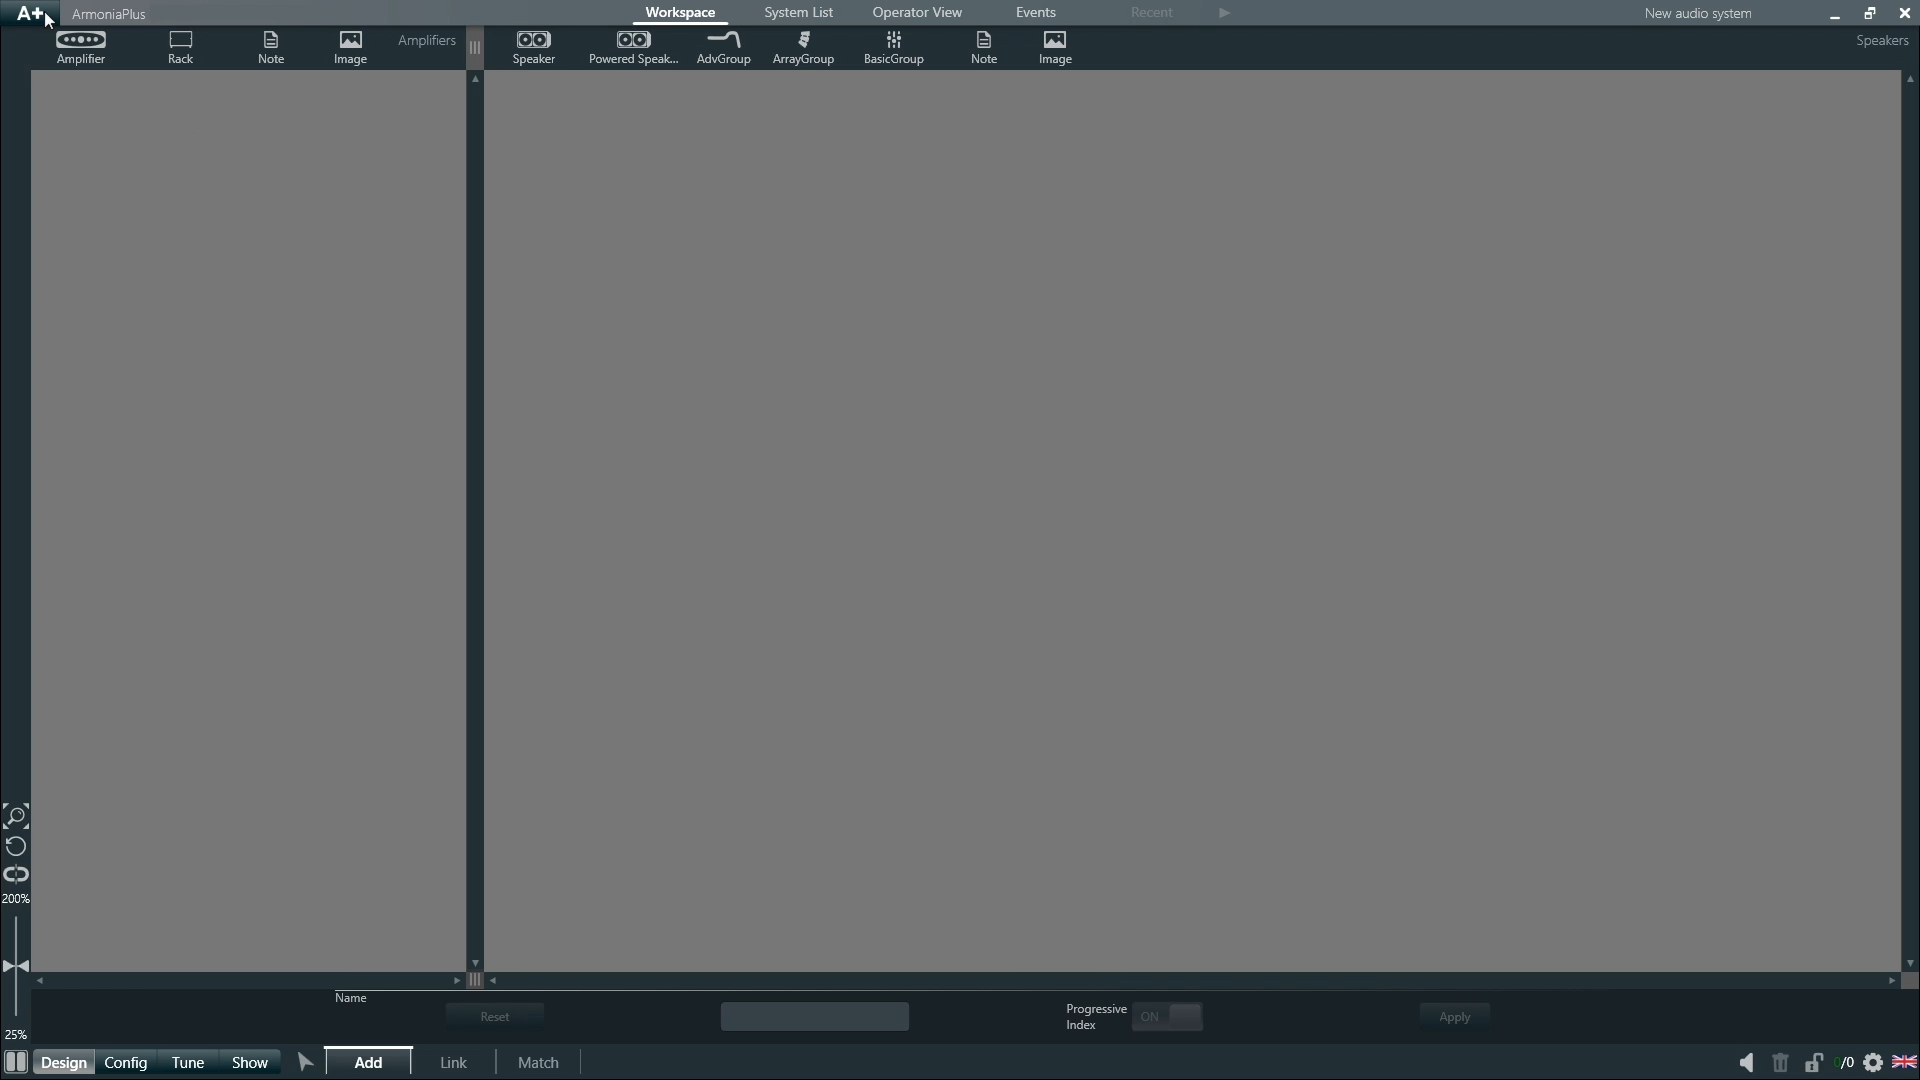 A+ ArmoniaPlus Workspace System List Operator View Events Recent New audio system
Amplifier Rack Note Image Amplifiers Speaker Powered Speak... AdvGroup ArrayGroup BasicGroup Note Image Speakers
200%
25%
Name
Reset
Progressive
Index
ON
Apply
Design Config Tune Show Add Link Match 0/0